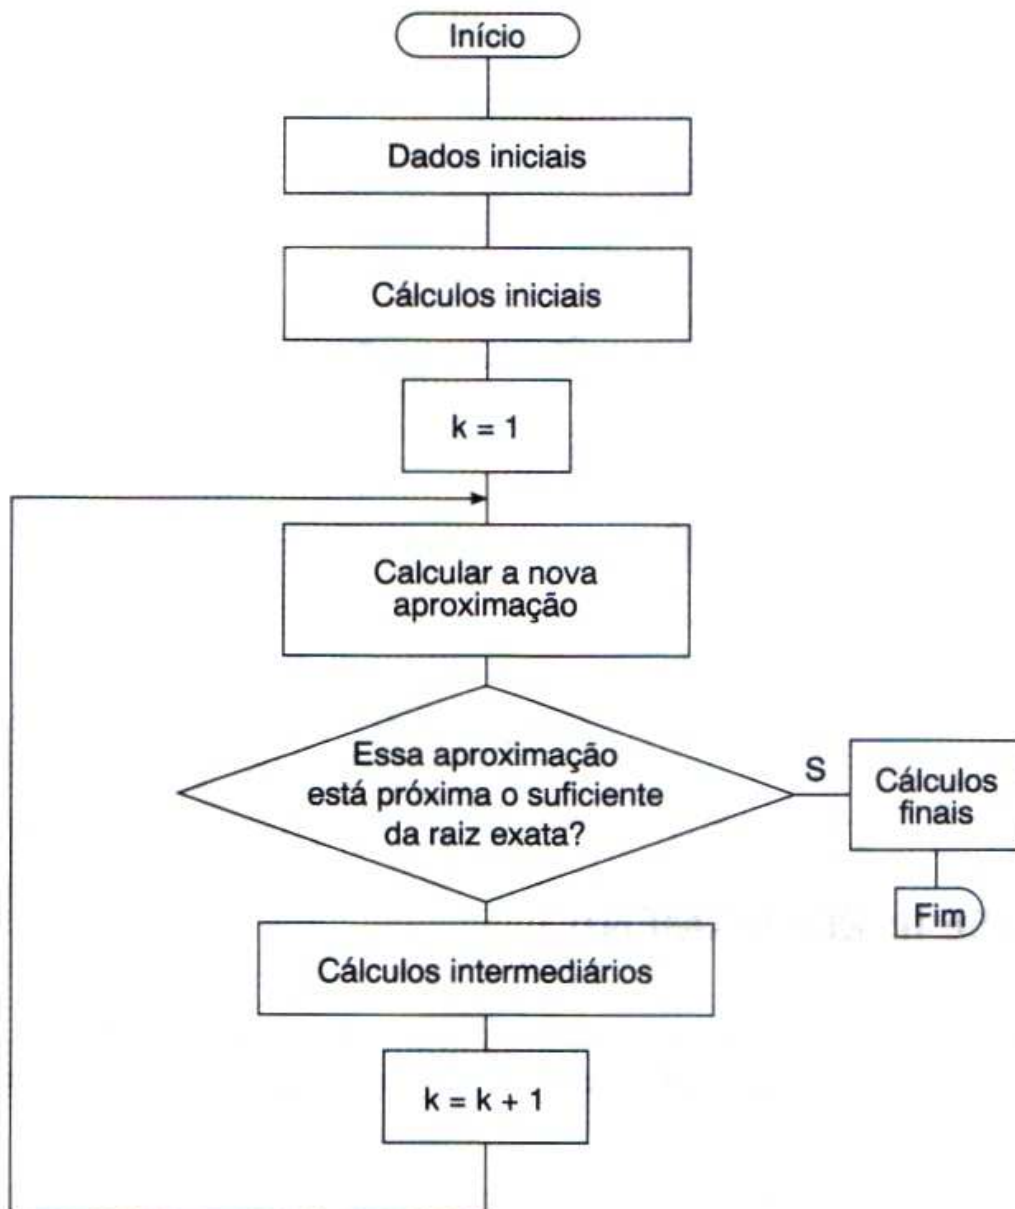 Início
Dados iniciais
Cálculos iniciais
k = 1
Calcular a nova
aproximação
Essa aproximação
está próxima o suficiente
da raiz exata?
S
Cálculos
finais
Fim
Cálculos intermediários
k = k + 1